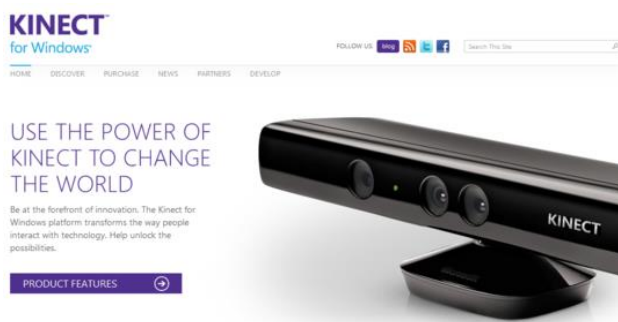 KINECT™
for Windows®
FOLLOW US: blog
Search This Site
HOME DISCOVER PURCHASE NEWS PARTNERS DEVELOP
USE THE POWER OF
KINECT TO CHANGE
THE WORLD
Be at the forefront of innovation. The Kinect for
Windows platform transforms the way people
interact with technology. Help unlock the
possibilities.
PRODUCT FEATURES
KINECT